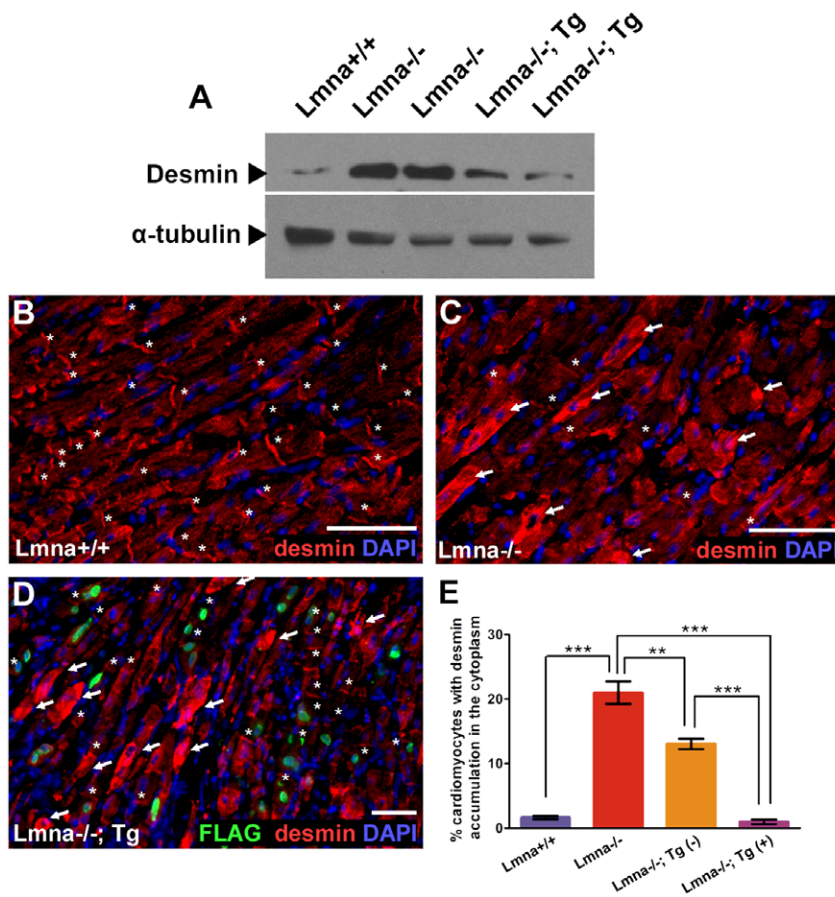 A
Lmna+/+
Lmna-/-
Lmna-/-
Lmna-/-; Tg
Lmna-/-; Tg
Desmin
α-tubulin
B
Lmna+/+
desmin DAPI
C
Lmna-/-
desmin DAPI
D
Lmna-/-; Tg
FLAG desmin DAPI
E
% cardiomyocytes with desmin
accumulation in the cytoplasm
30
20
10
0
***
**
***
***
Lmna+/+
Lmna-/-
Lmna-/-; Tg (-)
Lmna-/-; Tg (+)